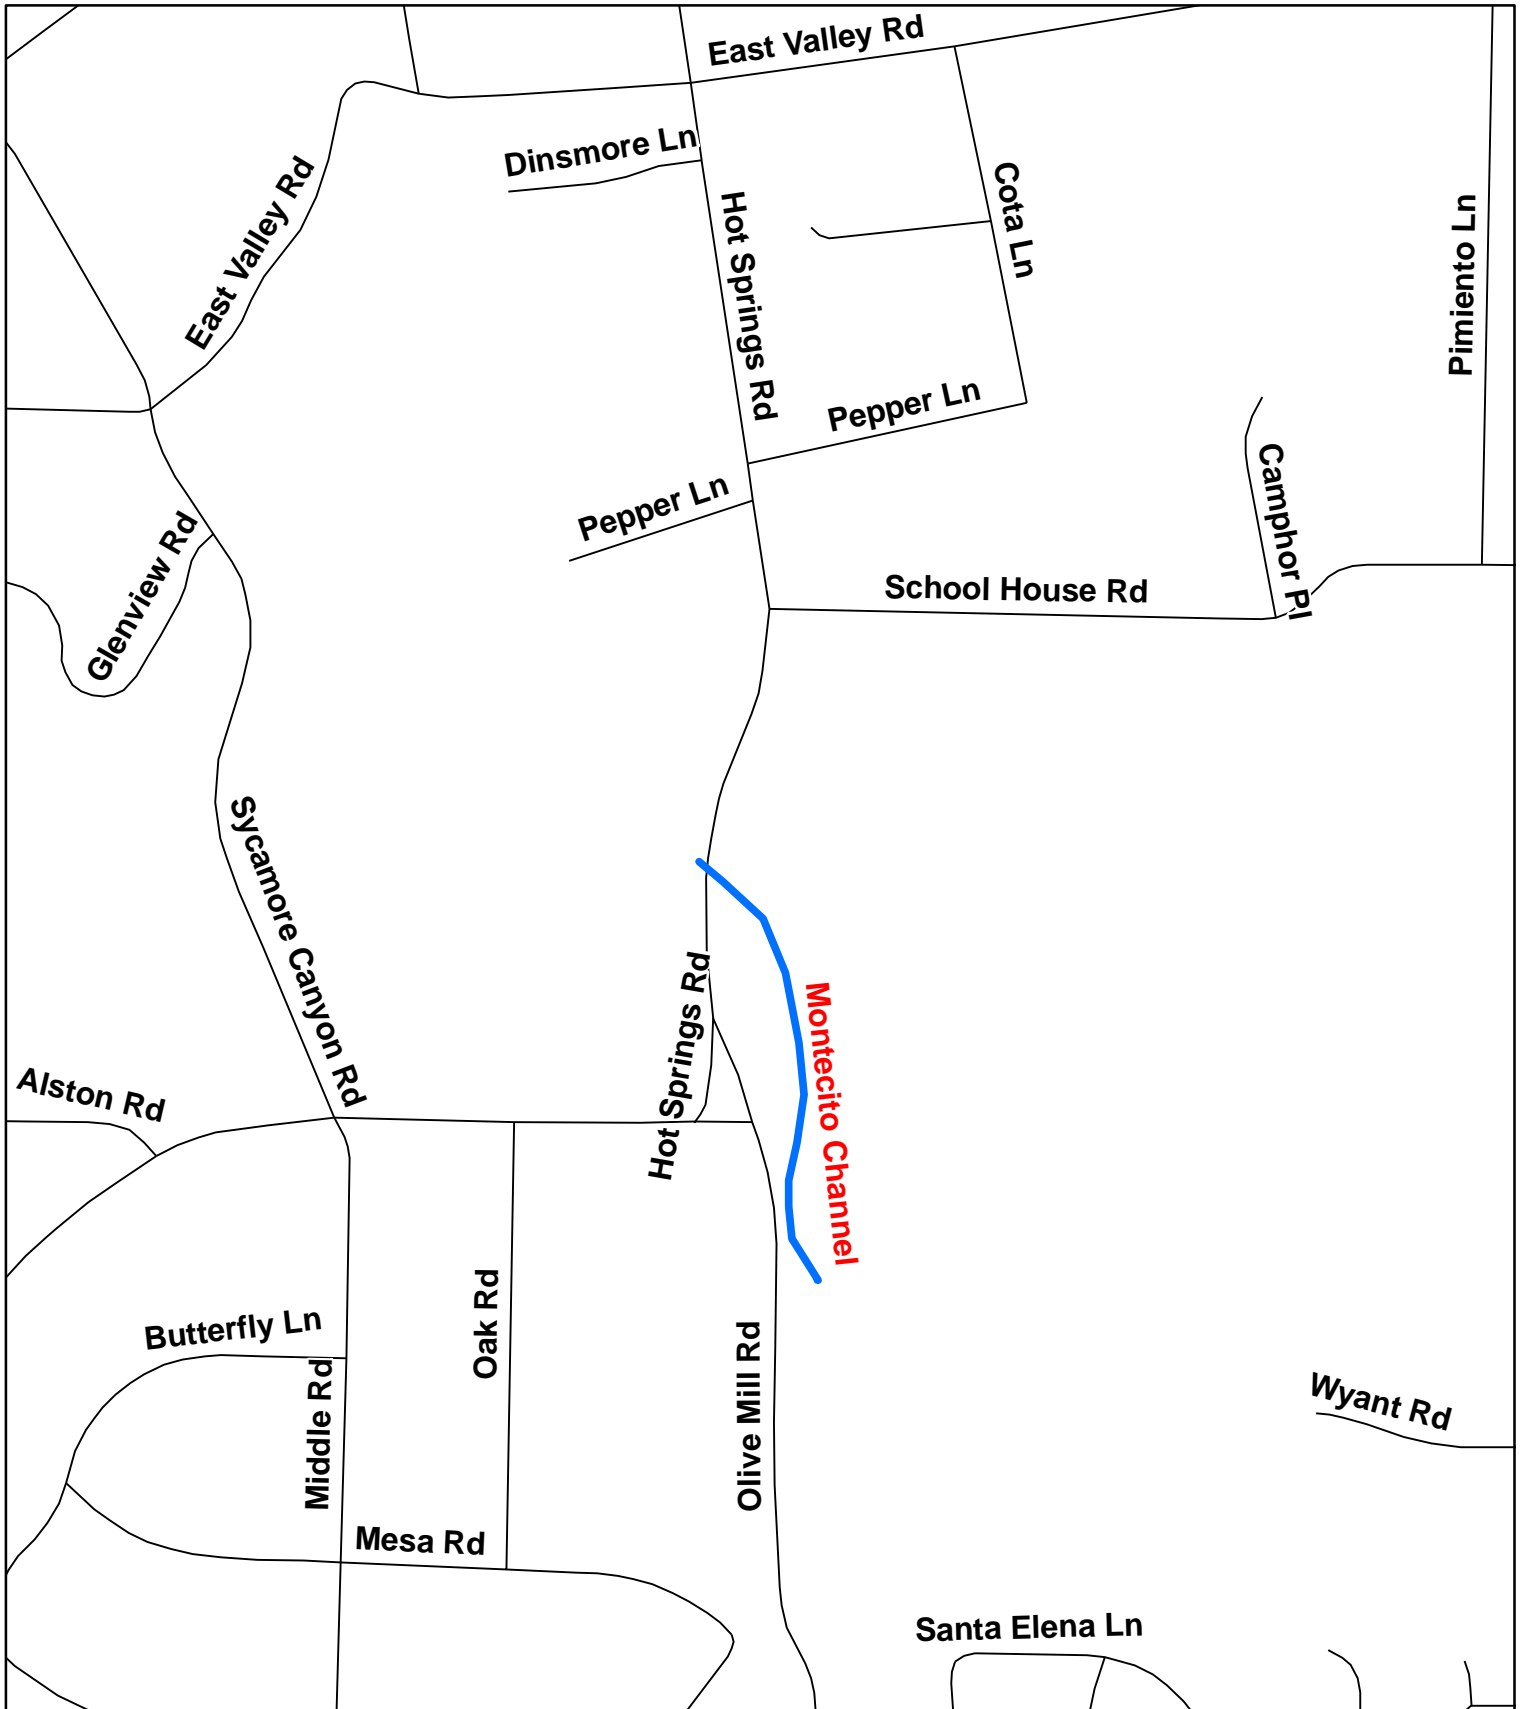 East Valley Rd
Dinsmore Ln
East Valley Rd
Cota Ln
Hot Springs Rd
Pimiento Ln
Pepper Ln
Pepper Ln
Camphor Pl
Glenview Rd
School House Rd
Sycamore Canyon Rd
Hot Springs Rd
Montecito Channel
Alston Rd
Oak Rd
Butterfly Ln
Olive Mill Rd
Middle Rd
Wyant Rd
Mesa Rd
Santa Elena Ln